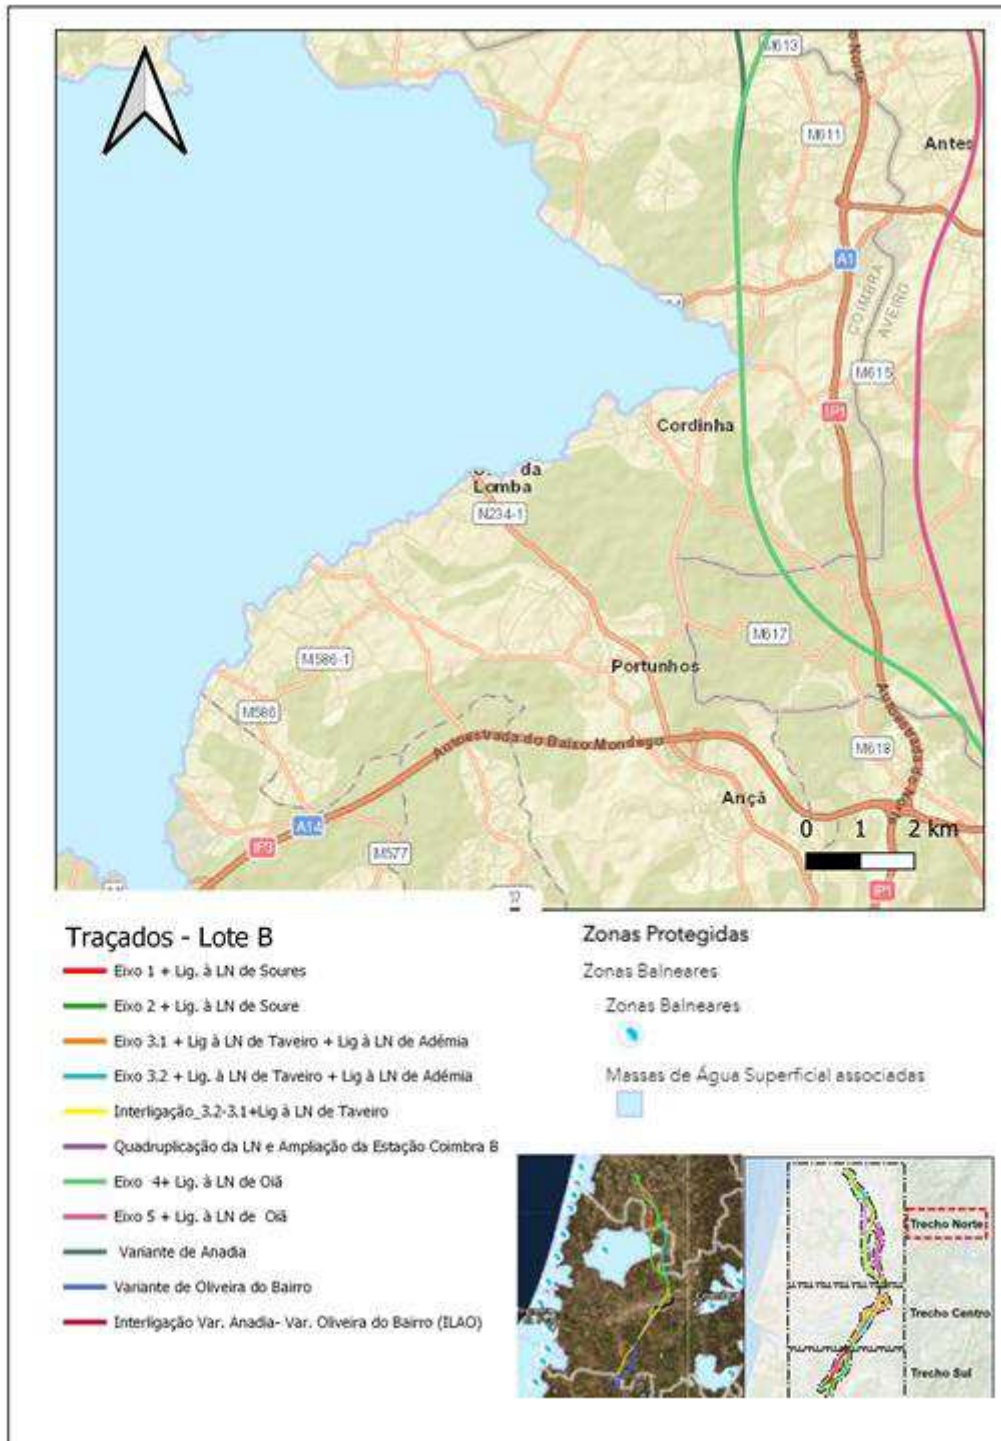 M613
Norte
M611
Antes
A1
COIMBRA
AVEIRO
M615
IP1
Cordinha
da
Lomba
N234-1
M617
M586-1
Portunhos
M586
Autoestrada do Norte
Autoestrada do Baixo Mondego
M618
Ançã
0 1 2 km
A14
IP3
M577
IP1
Traçados - Lote B
Eixo 1 + Lig. à LN de Soures
Eixo 2 + Lig. à LN de Soure
Eixo 3.1 + Lig à LN de Taveiro + Lig à LN de Adémia
Eixo 3.2 + Lig. à LN de Taveiro + Lig à LN de Adémia
Interligação_3.2-3.1+Lig à LN de Taveiro
Quadruplicação da LN e Ampliação da Estação Coimbra B
Eixo 4+ Lig. à LN de Oiã
Eixo 5 + Lig. à LN de Oiã
Variante de Anadia
Variante de Oliveira do Bairro
Interligação Var. Anadia- Var. Oliveira do Bairro (ILAO)
Zonas Protegidas
Zonas Balneares
Zonas Balneares
Massas de Água Superficial associadas
Trecho Norte
Trecho Centro
Trecho Sul